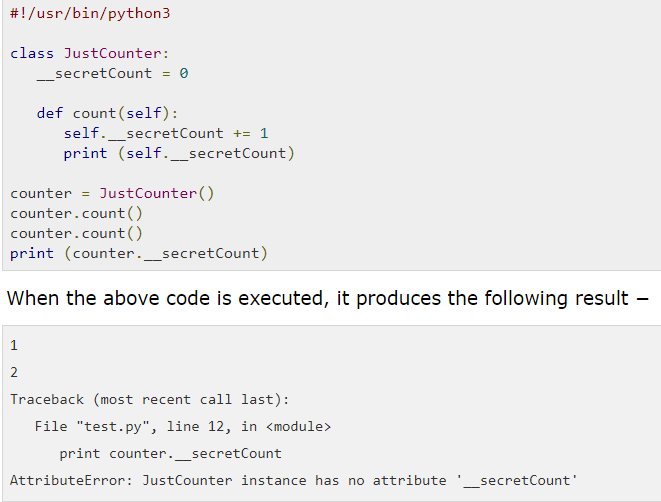 #!/usr/bin/python3
class JustCounter:
   __secretCount = 0
   def count(self):
      self.__secretCount += 1
      print (self.__secretCount)
counter = JustCounter()
counter.count()
counter.count()
print (counter.__secretCount)
When the above code is executed, it produces the following result −
1
2
Traceback (most recent call last):
   File "test.py", line 12, in <module>
      print counter.__secretCount
AttributeError: JustCounter instance has no attribute '__secretCount'